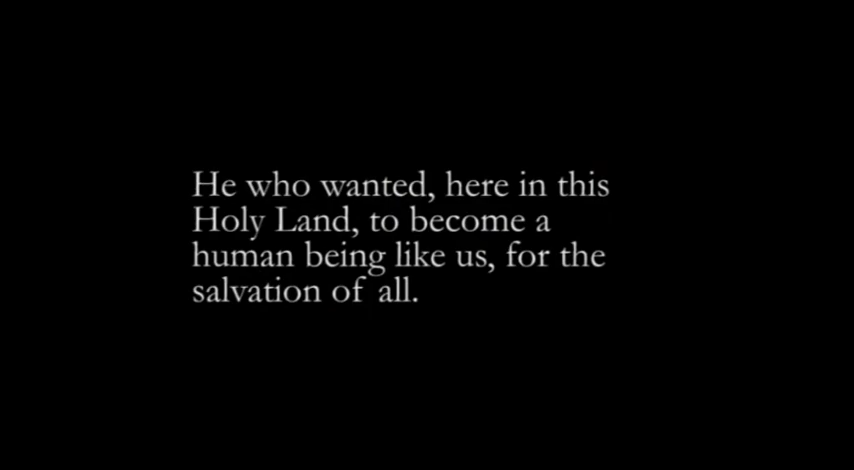 He who wanted, here in this
Holy Land, to become a
human being like us, for the
salvation of all.